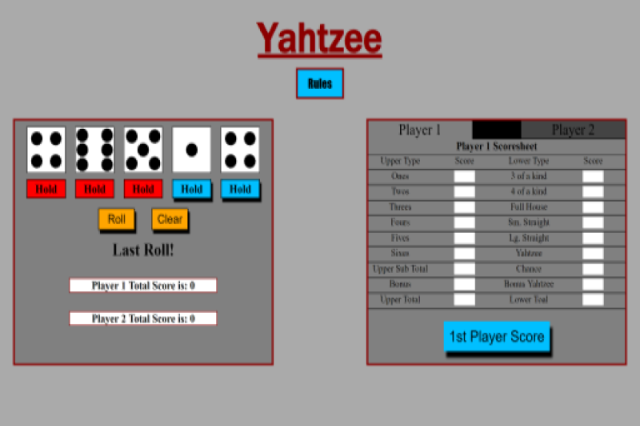 Yahtzee
Rules
Hold Hold Hold Hold Hold
Roll Clear
Last Roll!
Player 1 Total Score is: 0
Player 2 Total Score is: 0
Player 1 Player 2
Player 1 Scoresheet
Upper Type Score Lower Type Score
Ones 3 of a kind
Twos 4 of a kind
Threes Full House
Fours Sm. Straight
Fives Lg. Straight
Sixes Yahtzee
Upper Sub Total Chance
Bonus Bonus Yahtzee
Upper Total Lower Toal
1st Player Score